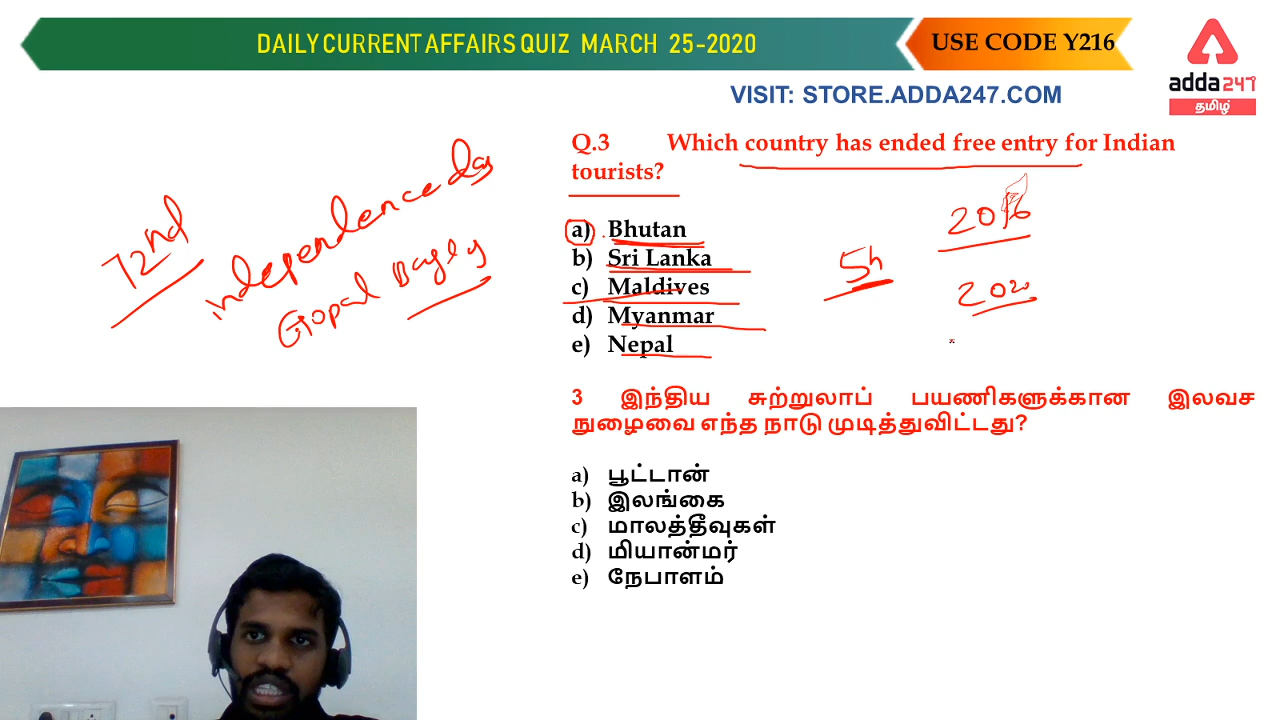 DAILY CURRENT AFFAIRS QUIZ MARCH 25-2020
USE CODE Y216
adda247
தமிழ்
VISIT: STORE.ADDA247.COM
Q.3 Which country has ended free entry for Indian
tourists?
a) Bhutan
b) Sri Lanka
c) Maldives
d) Myanmar
e) Nepal
72nd
independence day
Gopal Bagly
5h
202
3 இந்திய சுற்றுலாப் பயணிகளுக்கான இலவச
நுழைவை எந்த நாடு முடித்துவிட்டது?
a) பூட்டான்
b) இலங்கை
c) மாலத்தீவுகள்
d) மியான்மர்
e) நேபாளம்